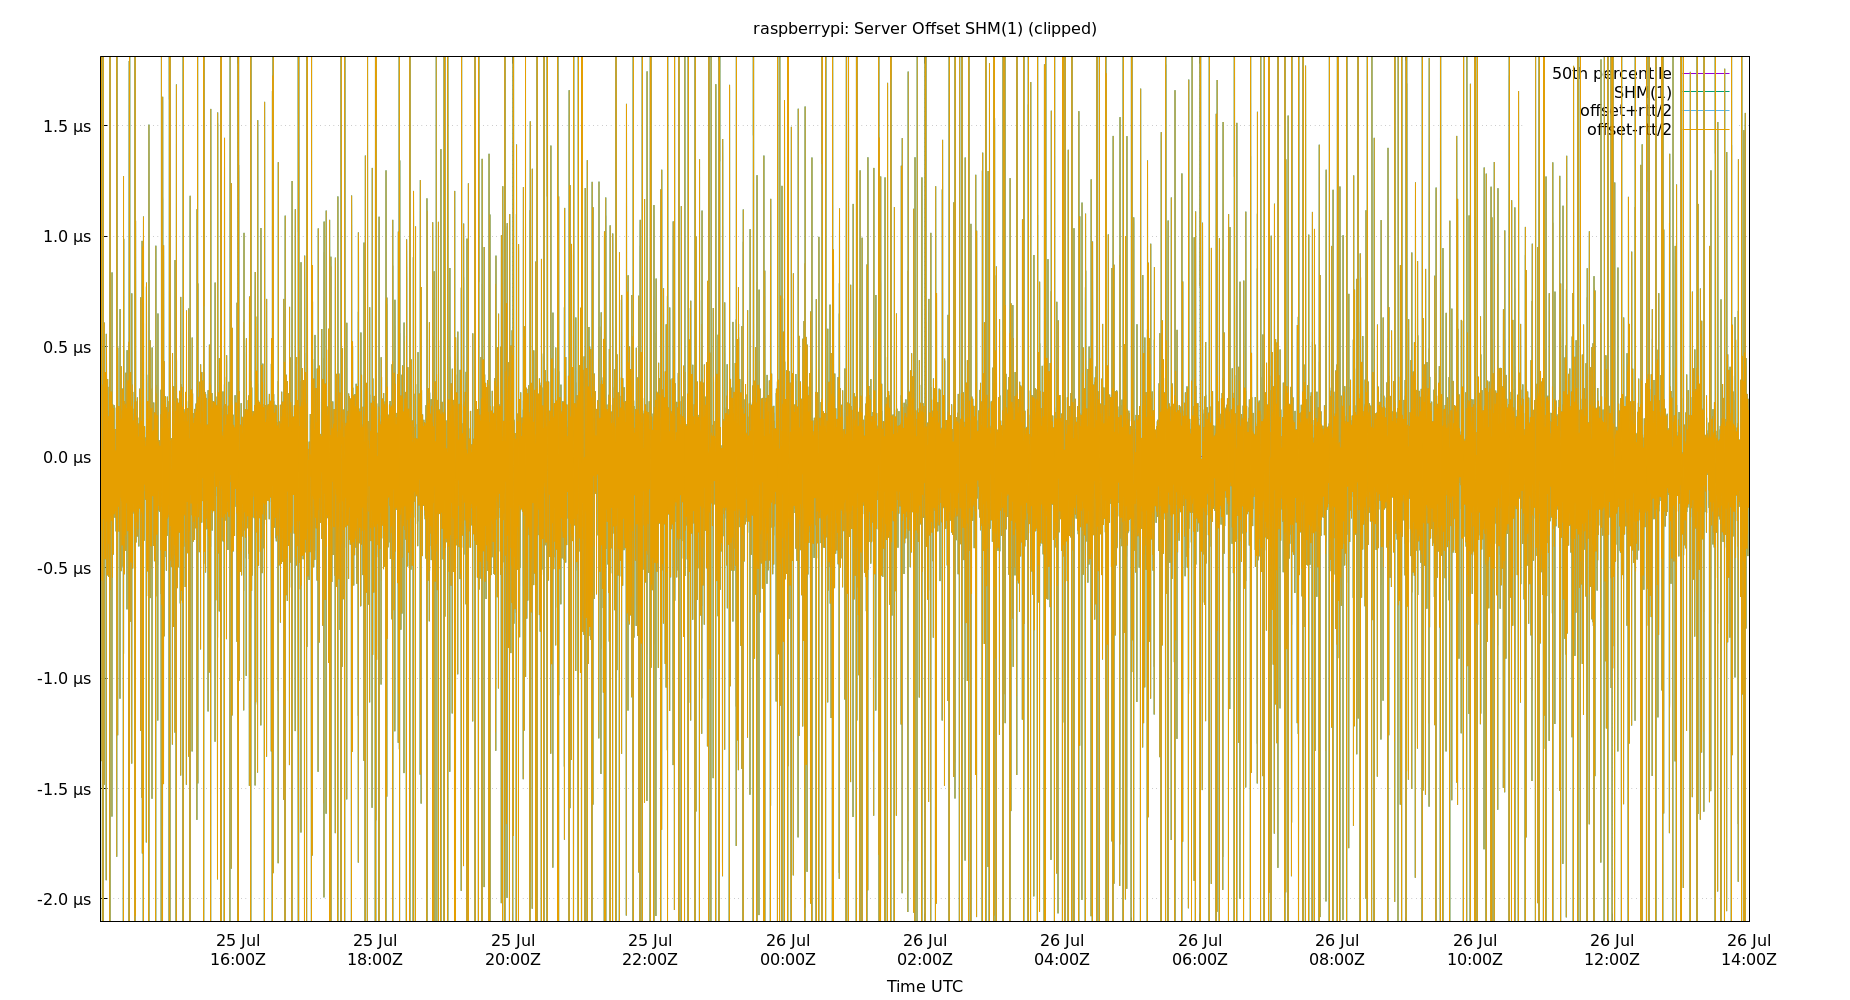 raspberrypi: Server Offset SHM(1) (clipped)
50th percentile
SHM(1)
offset+rtt/2
offset-rtt/2
1.5 µs
1.0 µs
0.5 µs
0.0 µs
-0.5 µs
-1.0 µs
-1.5 µs
-2.0 µs
25 Jul 25 Jul 25 Jul 25 Jul 26 Jul 26 Jul 26 Jul 26 Jul 26 Jul 26 Jul 26 Jul 26 Jul
16:00Z 18:00Z 20:00Z 22:00Z 00:00Z 02:00Z 04:00Z 06:00Z 08:00Z 10:00Z 12:00Z 14:00Z
Time UTC